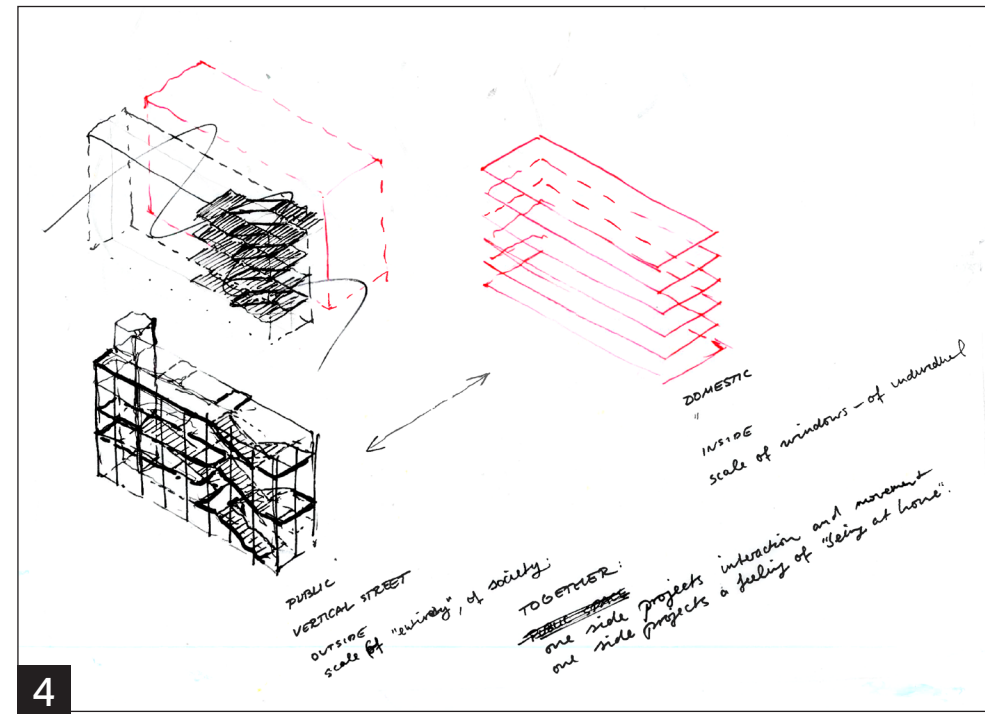 DOMESTIC
"
INSIDE
scale of windows - of individual
PUBLIC
VERTICAL STREET
OUTSIDE
scale of "entirety", of society:
TOGETHER:
PUBLIC SPACE
one side projects interaction and movement
one side projects a feeling of "being at home".
4